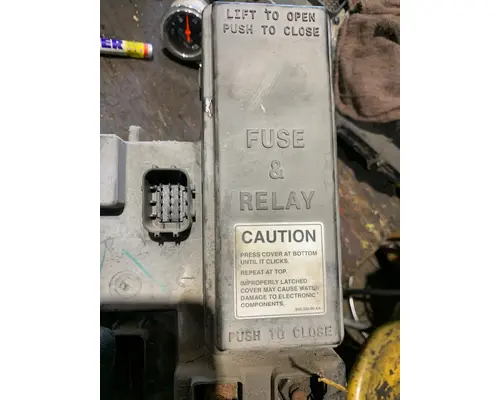 LIFT TO OPEN
PUSH TO CLOSE
FUSE
&
RELAY
CAUTION
PRESS COVER AT BOTTOM
UNTIL IT CLICKS.
REPEAT AT TOP.
IMPROPERLY LATCHED
COVER MAY CAUSE WATER
DAMAGE TO ELECTRONIC
COMPONENTS.
PUSH TO CLOSE